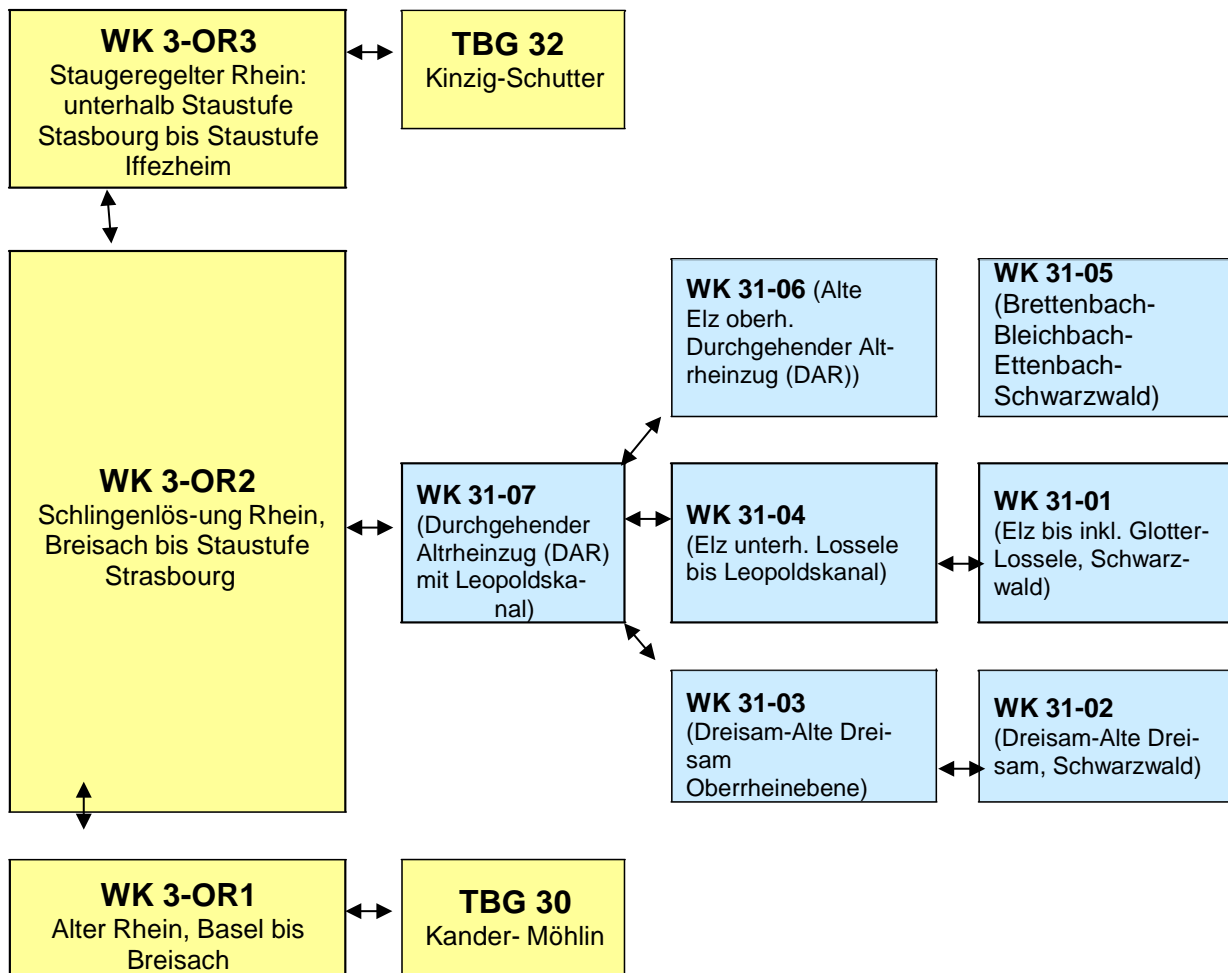 WK 3-OR3
Staugeregelter Rhein:
unterhalb Staustufe
Stasbourg bis Staustufe
Iffezheim
TBG 32
Kinzig-Schutter
WK 3-OR2
Schlingenlös-ung Rhein,
Breisach bis Staustufe
Strasbourg
WK 31-07
(Durchgehender
Altrheinzug (DAR)
mit Leopoldska-
nal)
WK 31-06 (Alte
Elz oberh.
Durchgehender Alt-
rheinzug (DAR))
WK 31-05
(Brettenbach-
Bleichbach-
Ettenbach-
Schwarzwald)
WK 31-04
(Elz unterh. Lossele
bis Leopoldskanal)
WK 31-01
(Elz bis inkl. Glotter-
Lossele, Schwarz-
wald)
WK 31-03
(Dreisam-Alte Drei-
sam
Oberrheinebene)
WK 31-02
(Dreisam-Alte Drei-
sam, Schwarzwald)
WK 3-OR1
Alter Rhein, Basel bis
Breisach
TBG 30
Kander- Möhlin